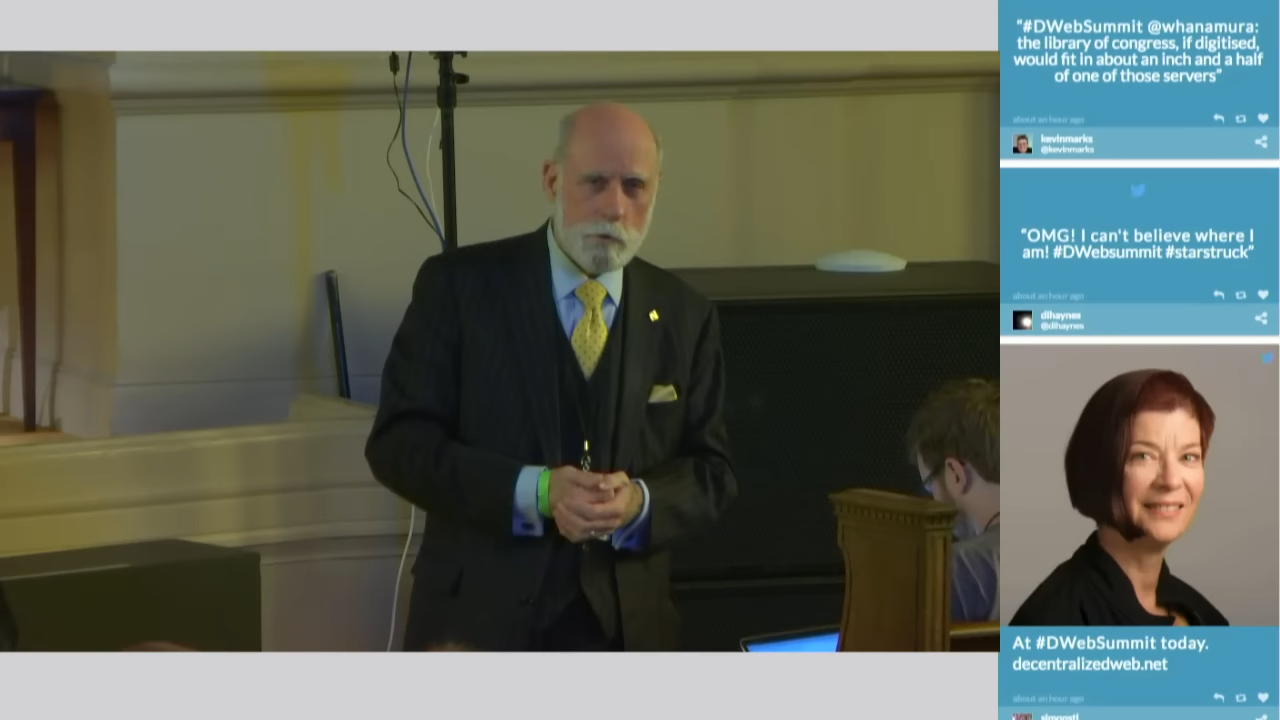 “#DWebSummit @whanamura:
the library of congress, if digitised,
would fit in about an inch and a half
of one of those servers”
about an hour ago
kevinmarks
@kevinmarks
“OMG! I can't believe where I
am! #DWebsummit #starstruck”
about an hour ago
dlhaynes
@dlhaynes
At #DWebSummit today.
decentralizedweb.net
about an hour ago